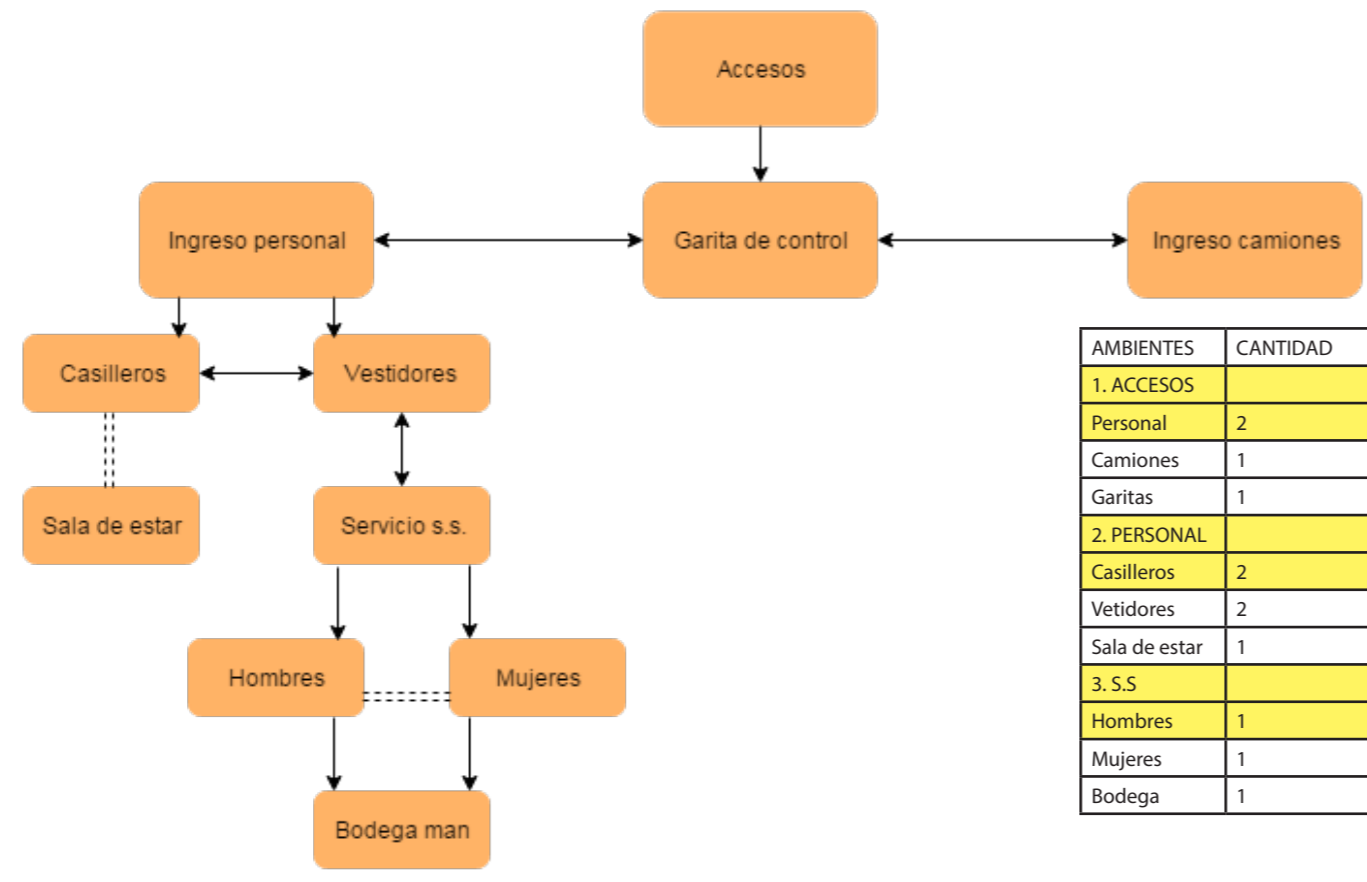 Accesos
Ingreso personal
Garita de control
Ingreso camiones
Casilleros
Vestidores
Sala de estar
Servicio s.s.
Hombres
Mujeres
Bodega man
AMBIENTES CANTIDAD
1. ACCESOS
Personal 2
Camiones 1
Garitas 1
2. PERSONAL
Casilleros 2
Vetidores 2
Sala de estar 1
3. S.S
Hombres 1
Mujeres 1
Bodega 1